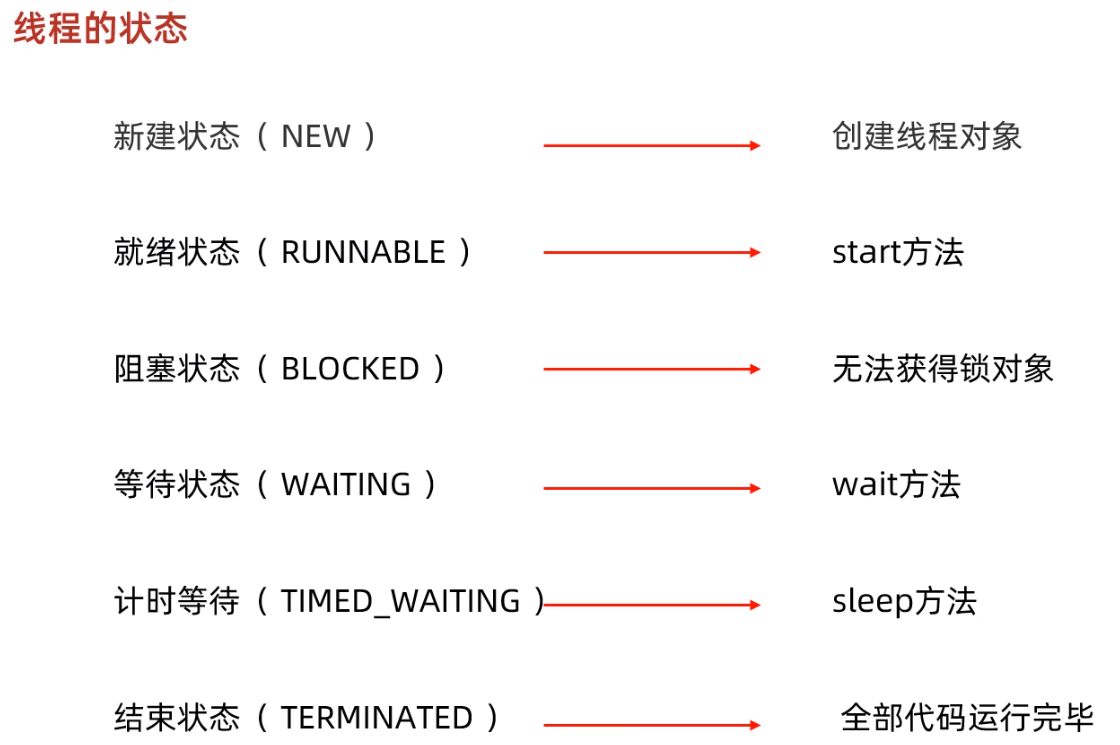 线程的状态
新建状态（ NEW ） 创建线程对象
就绪状态（ RUNNABLE ） start方法
阻塞状态（ BLOCKED ） 无法获得锁对象
等待状态（ WAITING ） wait方法
计时等待（ TIMED_WAITING ） sleep方法
结束状态（ TERMINATED ） 全部代码运行完毕